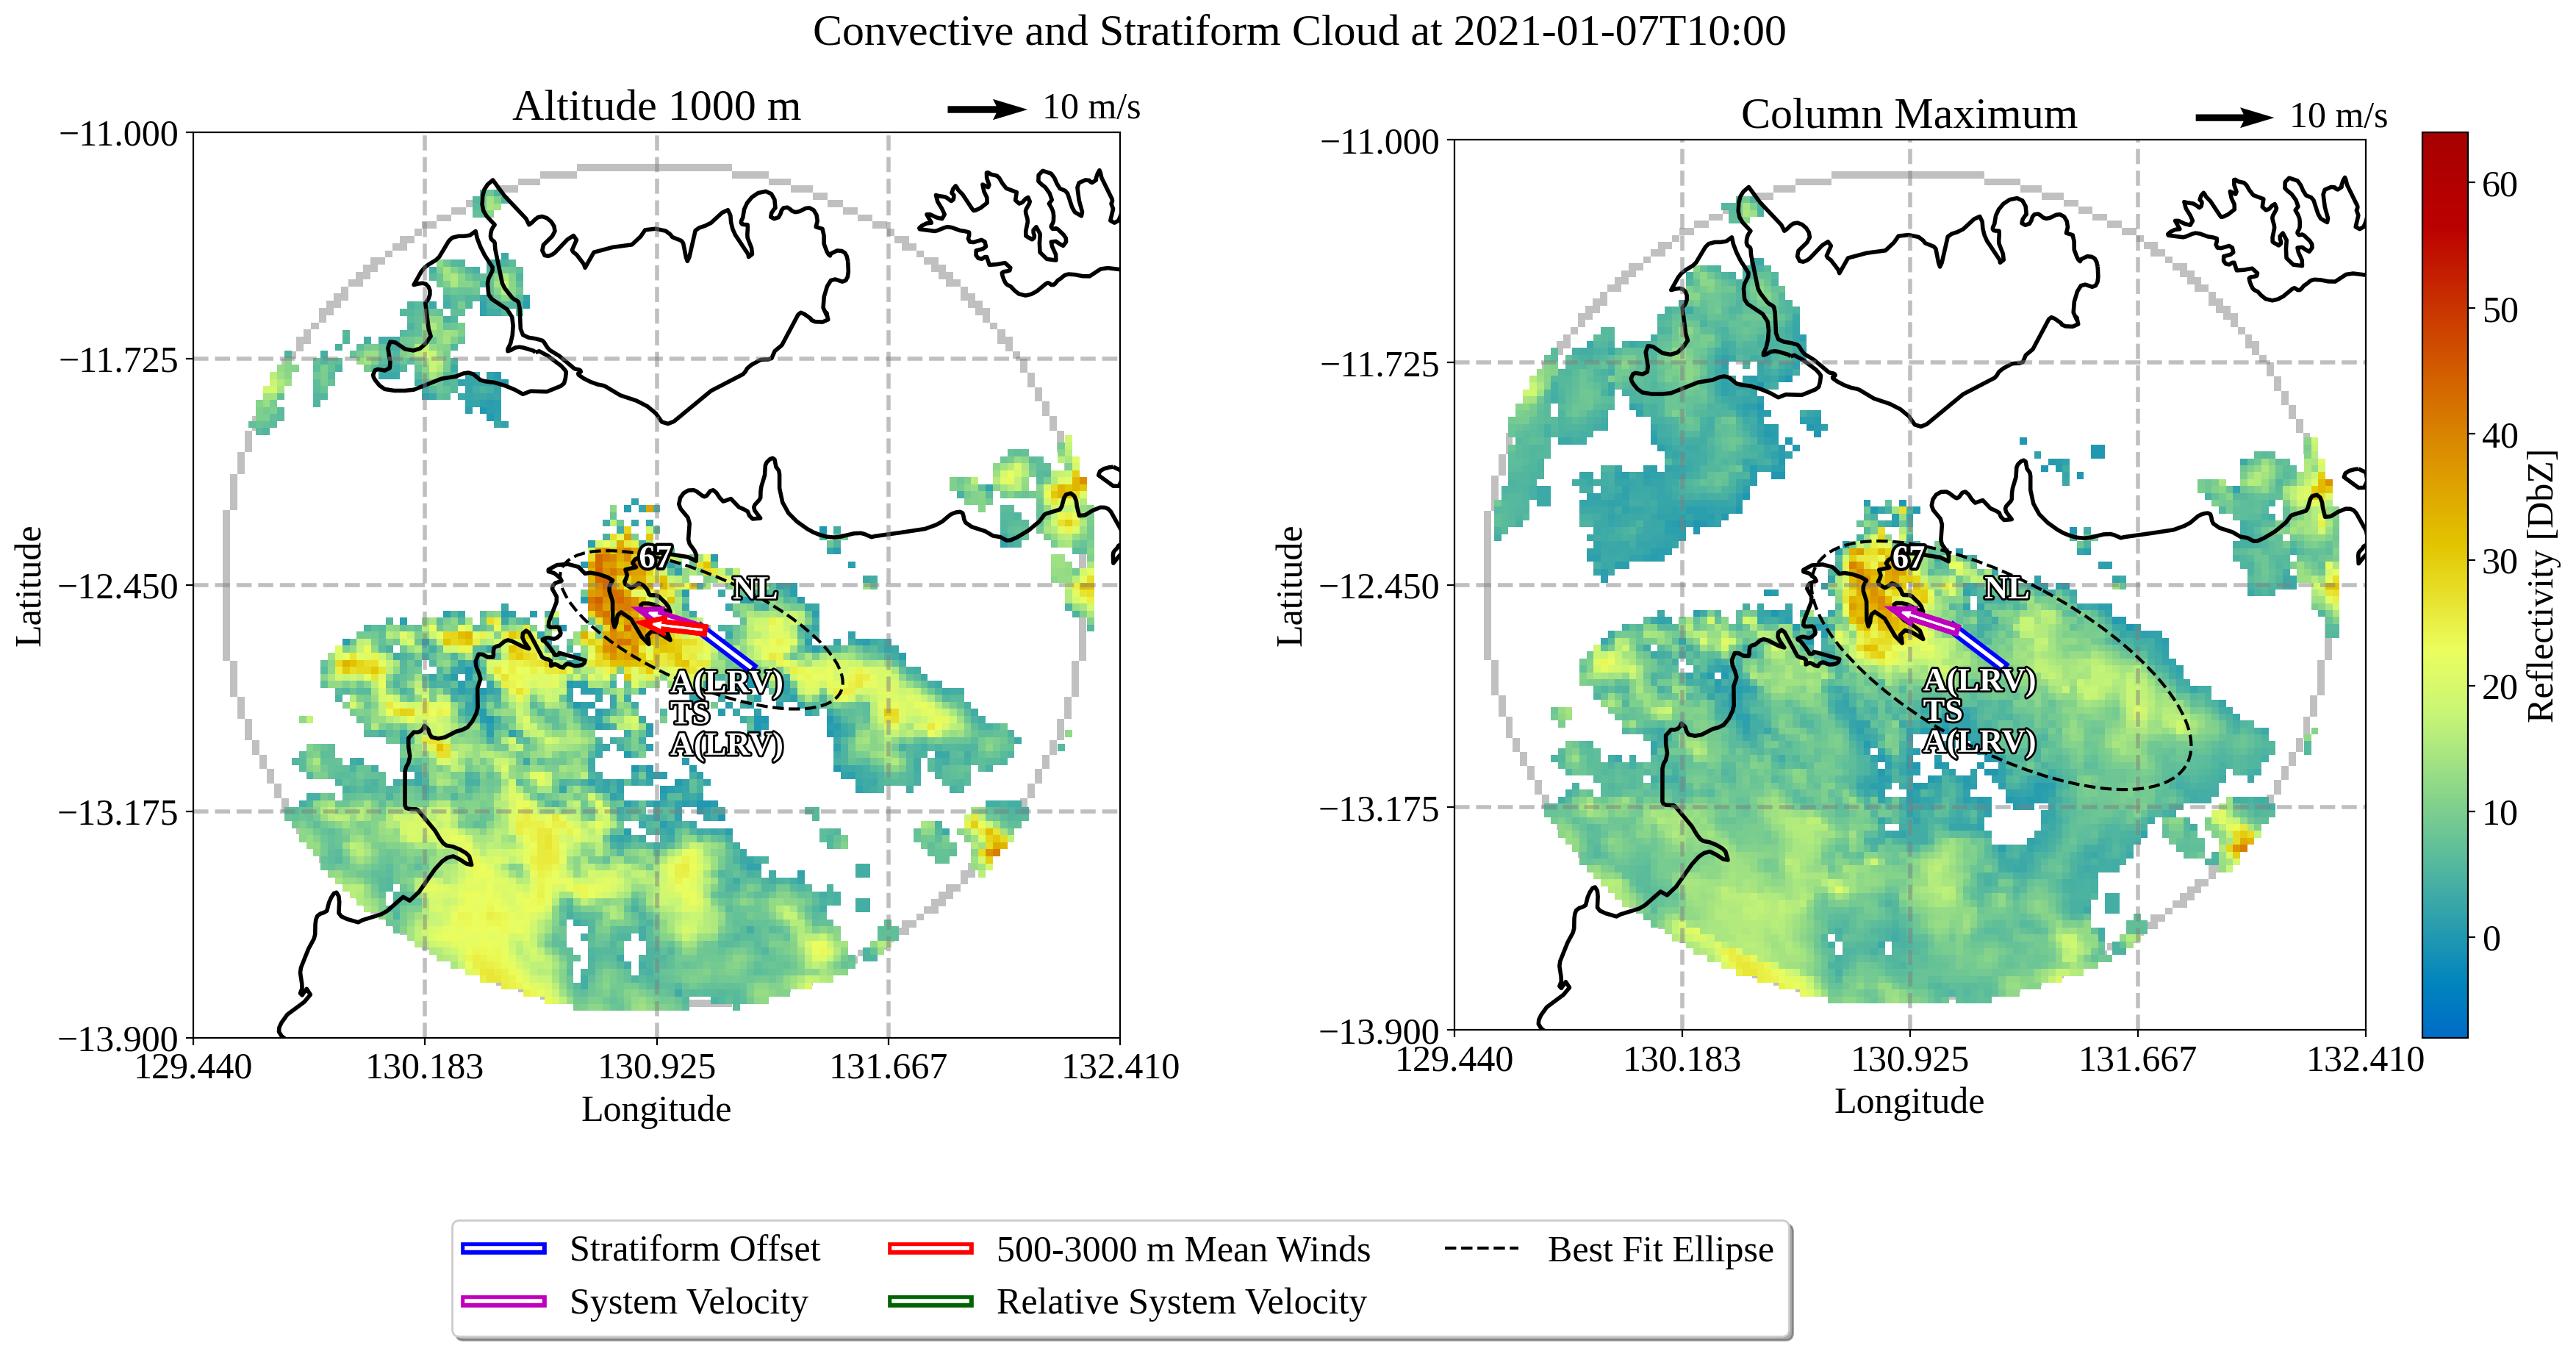 Convective and Stratiform Cloud at 2021-01-07T10:00
Altitude 1000 m
10 m/s
Column Maximum
10 m/s
−11.000
−11.725
−12.450
−13.175
−13.900
Latitude
129.440
130.183
130.925
131.667
132.410
Longitude
67
NL
A(LRV)
TS
A(LRV)
−11.000
−11.725
−12.450
−13.175
−13.900
Latitude
129.440
130.183
130.925
131.667
132.410
Longitude
67
NL
A(LRV)
TS
A(LRV)
60
50
40
30
20
10
0
Reflectivity [DbZ]
Stratiform Offset
System Velocity
500-3000 m Mean Winds
Relative System Velocity
Best Fit Ellipse